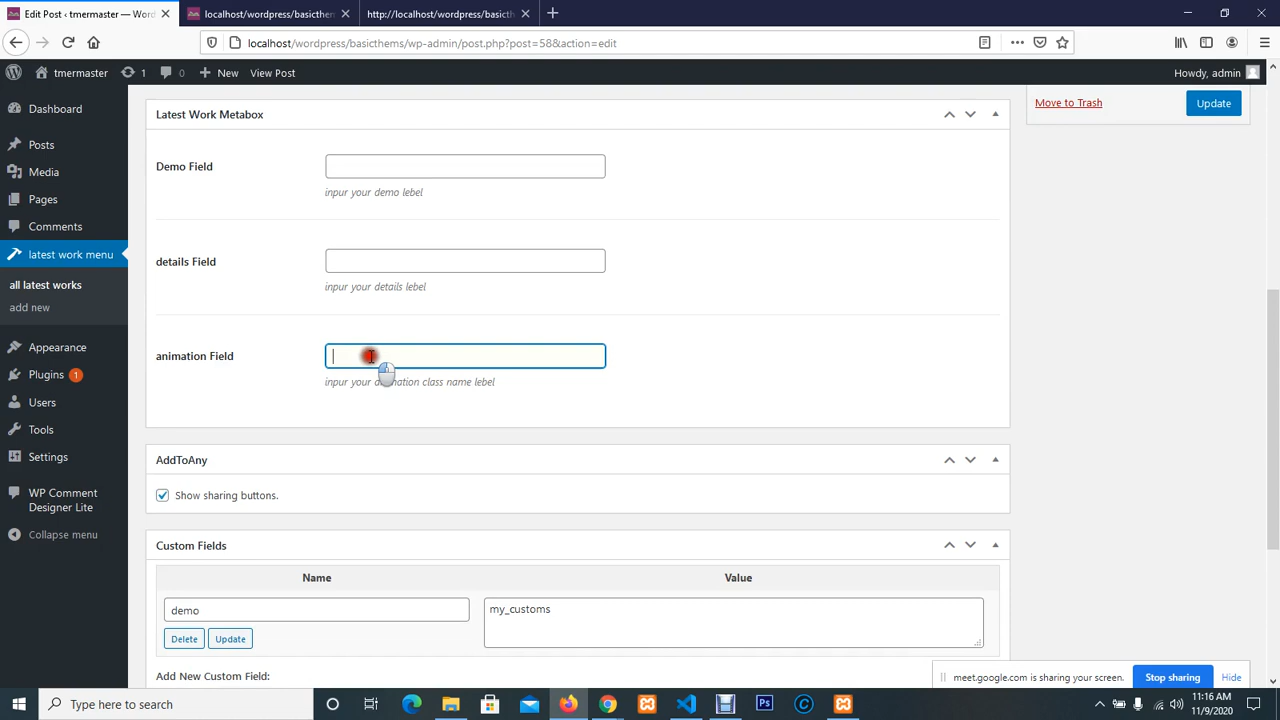 Edit Post ‹ tmermaster — Word
localhost/wordpress/basicthem
http://localhost/wordpress/basicth
localhost/wordpress/basicthems/wp-admin/post.php?post=58&action=edit
tmermaster
1
0
New
View Post
Howdy, admin
Dashboard
Posts
Media
Pages
Comments
latest work menu
all latest works
add new
Appearance
Plugins 1
Users
Tools
Settings
WP Comment
Designer Lite
Collapse menu
Move to Trash
Update
Latest Work Metabox
Demo Field
inpur your demo lebel
details Field
inpur your details lebel
animation Field
inpur your animation class name lebel
AddToAny
Show sharing buttons.
Custom Fields
Name
Value
demo
my_customs
Delete
Update
Add New Custom Field:
meet.google.com is sharing your screen.
Stop sharing
Hide
Type here to search
11:16 AM
11/9/2020